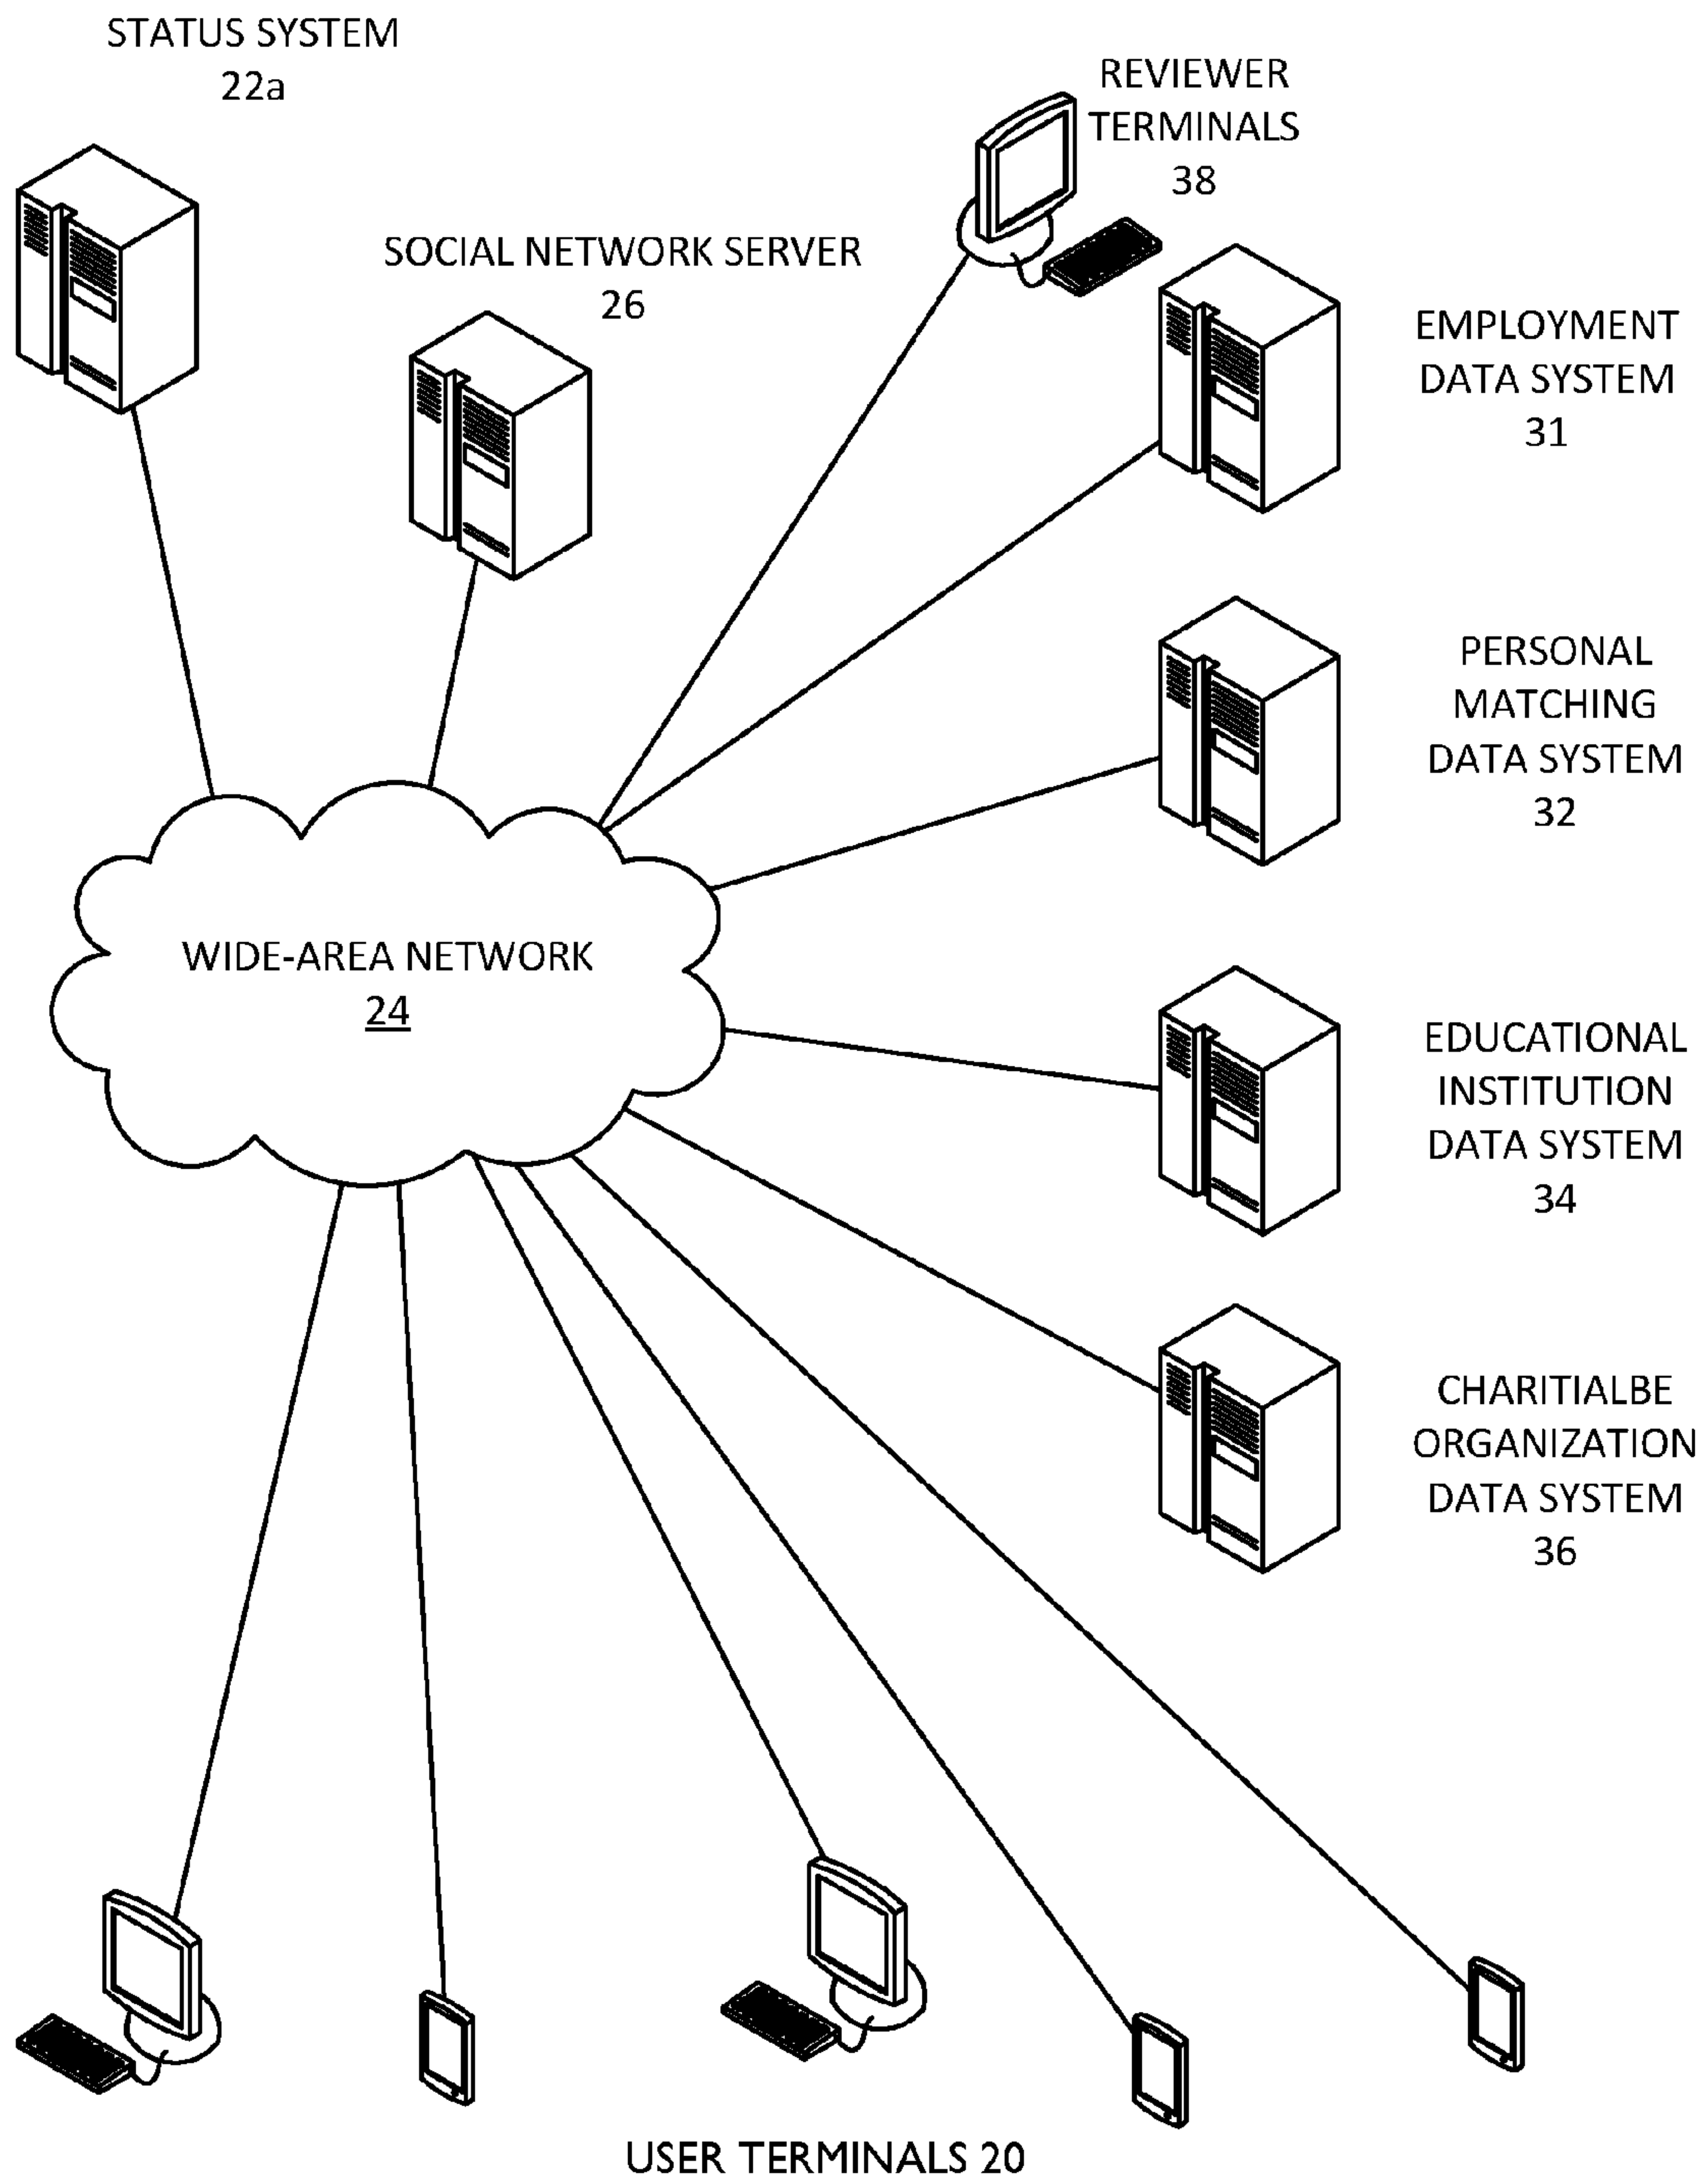 STATUS SYSTEM
22a
REVIEWER
TERMINALS
38
SOCIAL NETWORK SERVER
26
EMPLOYMENT
DATA SYSTEM
31
PERSONAL
MATCHING
DATA SYSTEM
32
WIDE-AREA NETWORK
24
EDUCATIONAL
INSTITUTION
DATA SYSTEM
34
CHARITIALBE
ORGANIZATION
DATA SYSTEM
36
USER TERMINALS 20